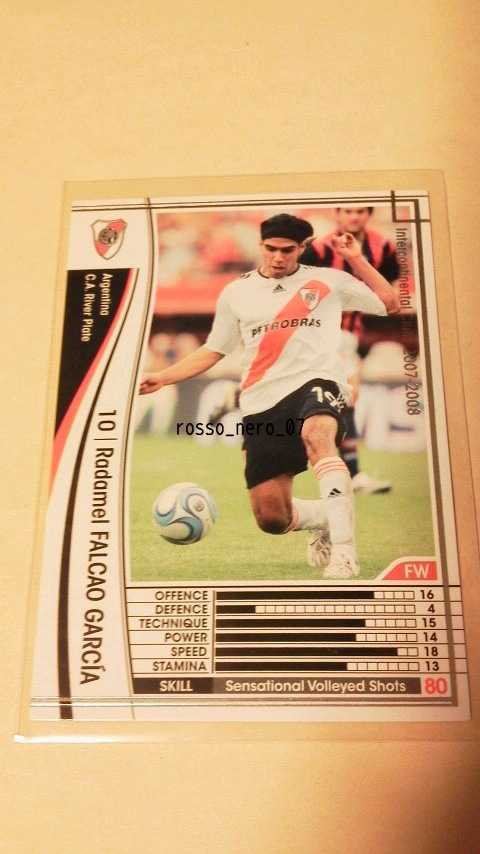 Argentina
C.A. River Plate
10 | Radamel FALCAO GARCÍA
Intercontinental
2007-2008
PETROBRAS
rosso_nero_07
FW
OFFENCE 16
DEFENCE 4
TECHNIQUE 15
POWER 14
SPEED 18
STAMINA 13
SKILL Sensational Volleyed Shots 80